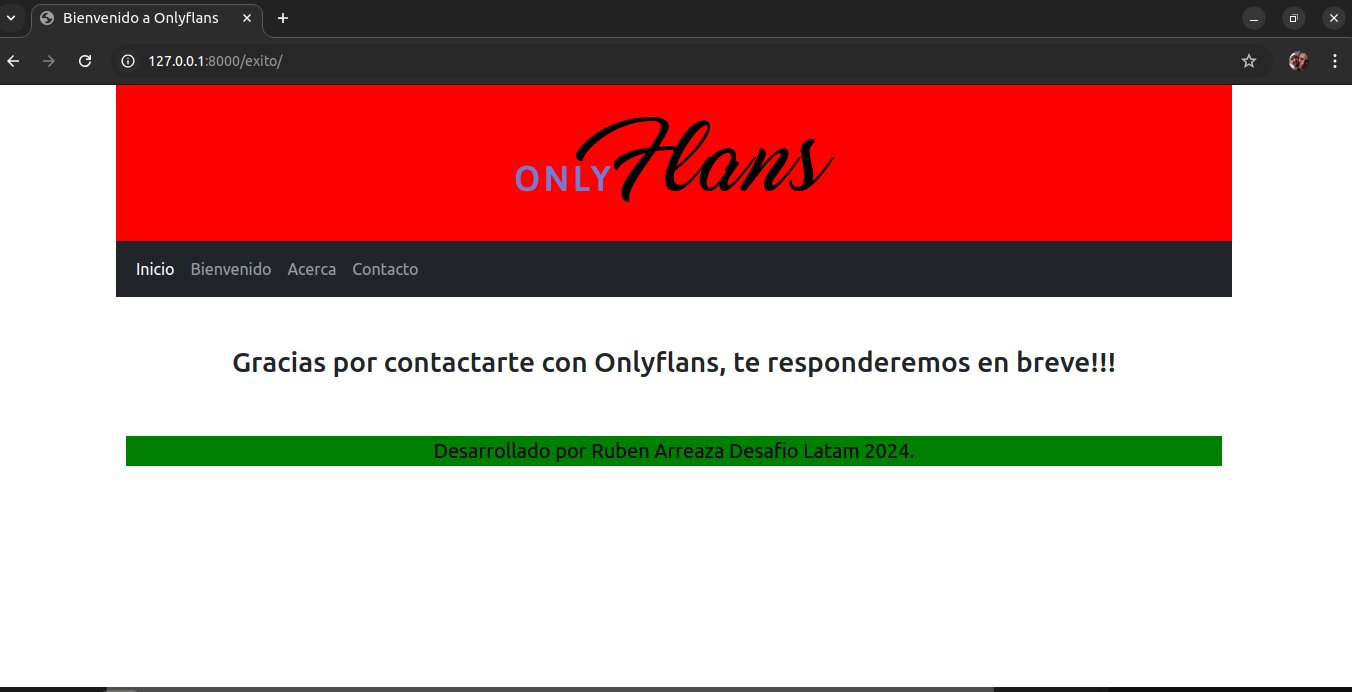 Bienvenido a Onlyflans
127.0.0.1:8000/exito/
ONLY Flans
Inicio Bienvenido Acerca Contacto
Gracias por contactarte con Onlyflans, te responderemos en breve!!!
Desarrollado por Ruben Arreaza Desafio Latam 2024.